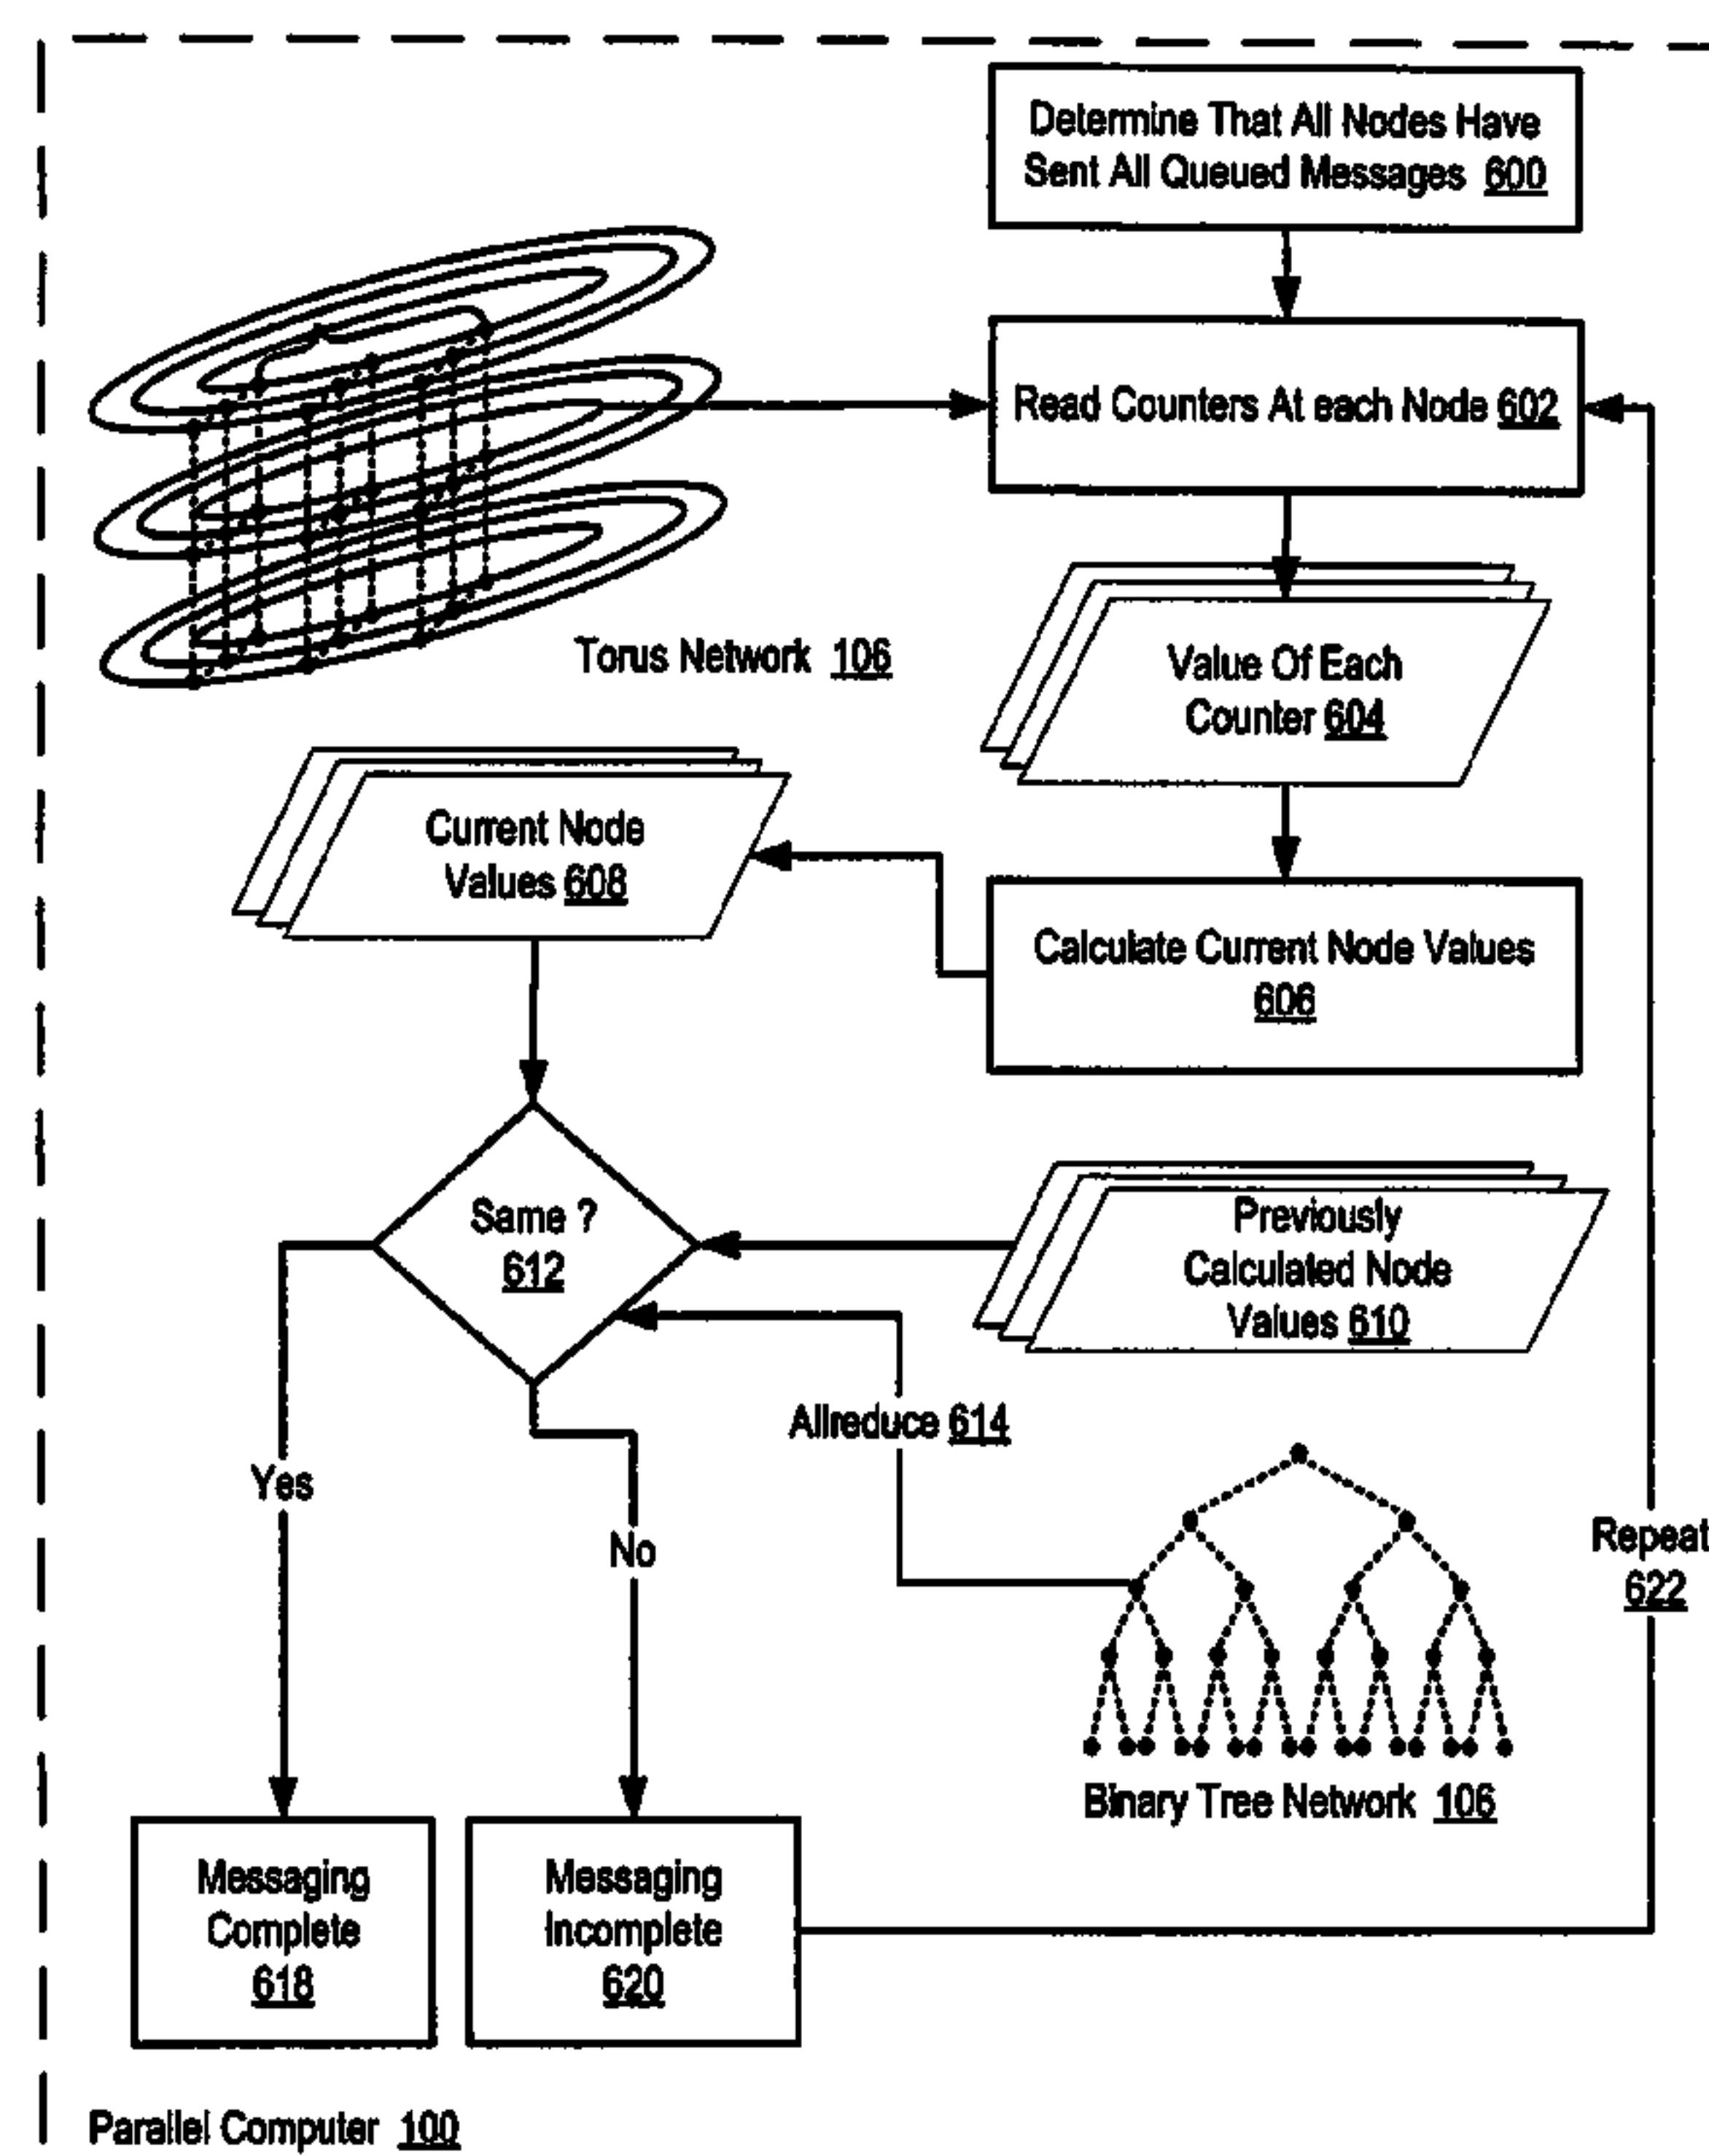 Determine That All Nodes Have
Sent All Queued Messages 600
Read Counters At each Node 602
Torus Network 106
Value Of Each
Counter 604
Current Node
Values 608
Calculate Current Node Values
606
Same ?
612
Previously
Calculated Node
Values 610
Allreduce 614
Yes
No
Repeat
622
Binary Tree Network 106
Messaging
Complete
618
Messaging
Incomplete
620
Parallel Computer 100